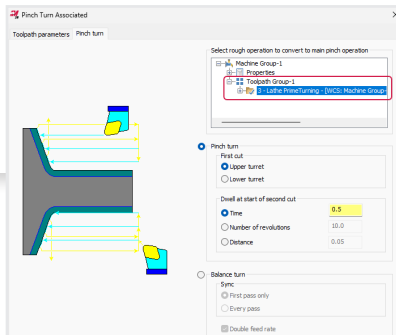 Pinch Turn Associated
Toolpath parameters Pinch turn
Select rough operation to convert to main pinch operation
Machine Group-1
Properties
Toolpath Group-1
3 - Lathe PrimeTurning - [WCS: Machine Group-
Pinch turn
First cut
Upper turret
Lower turret
Dwell at start of second cut
Time 0.5
Number of revolutions 10.0
Distance 0.05
Balance turn
Sync
First pass only
Every pass
Double feed rate